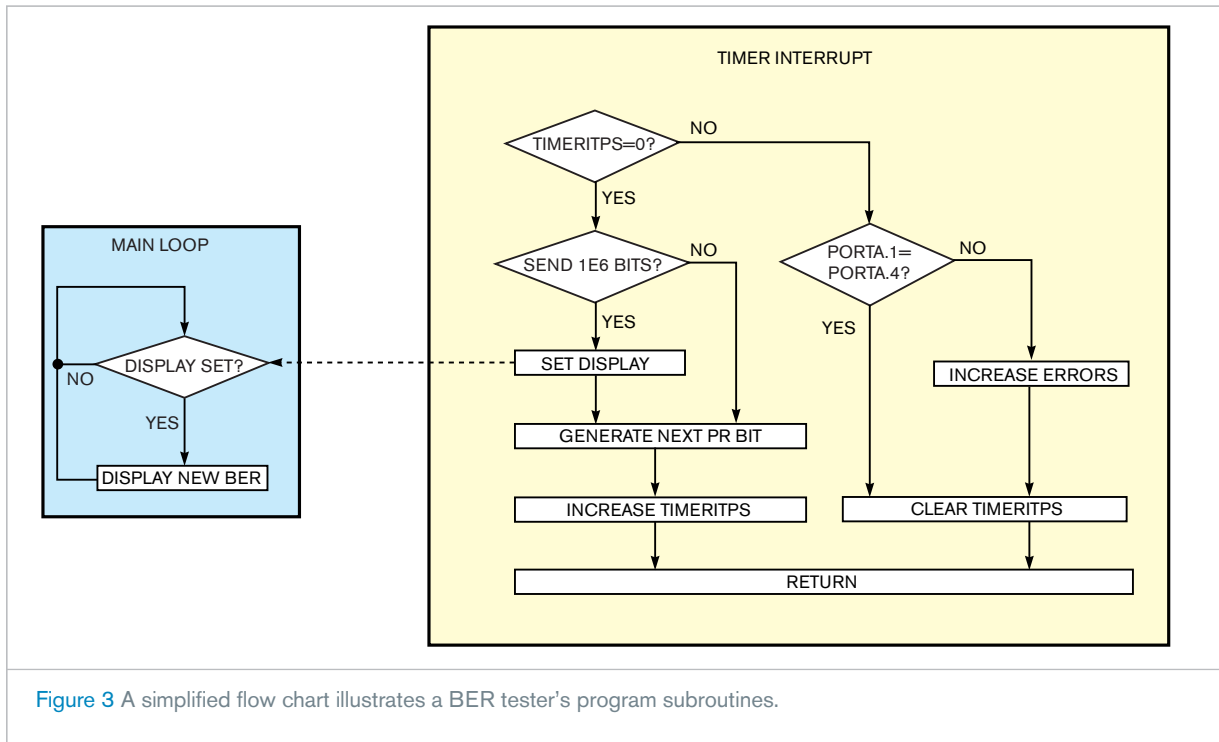 TIMER INTERRUPT
TIMERITPS=0?
NO
YES
SEND 1E6 BITS?
NO
YES
SET DISPLAY
GENERATE NEXT PR BIT
INCREASE TIMERITPS
PORTA.1=
PORTA.4?
NO
YES
INCREASE ERRORS
CLEAR TIMERITPS
RETURN
MAIN LOOP
DISPLAY SET?
NO
YES
DISPLAY NEW BER
Figure 3 A simplified flow chart illustrates a BER tester's program subroutines.